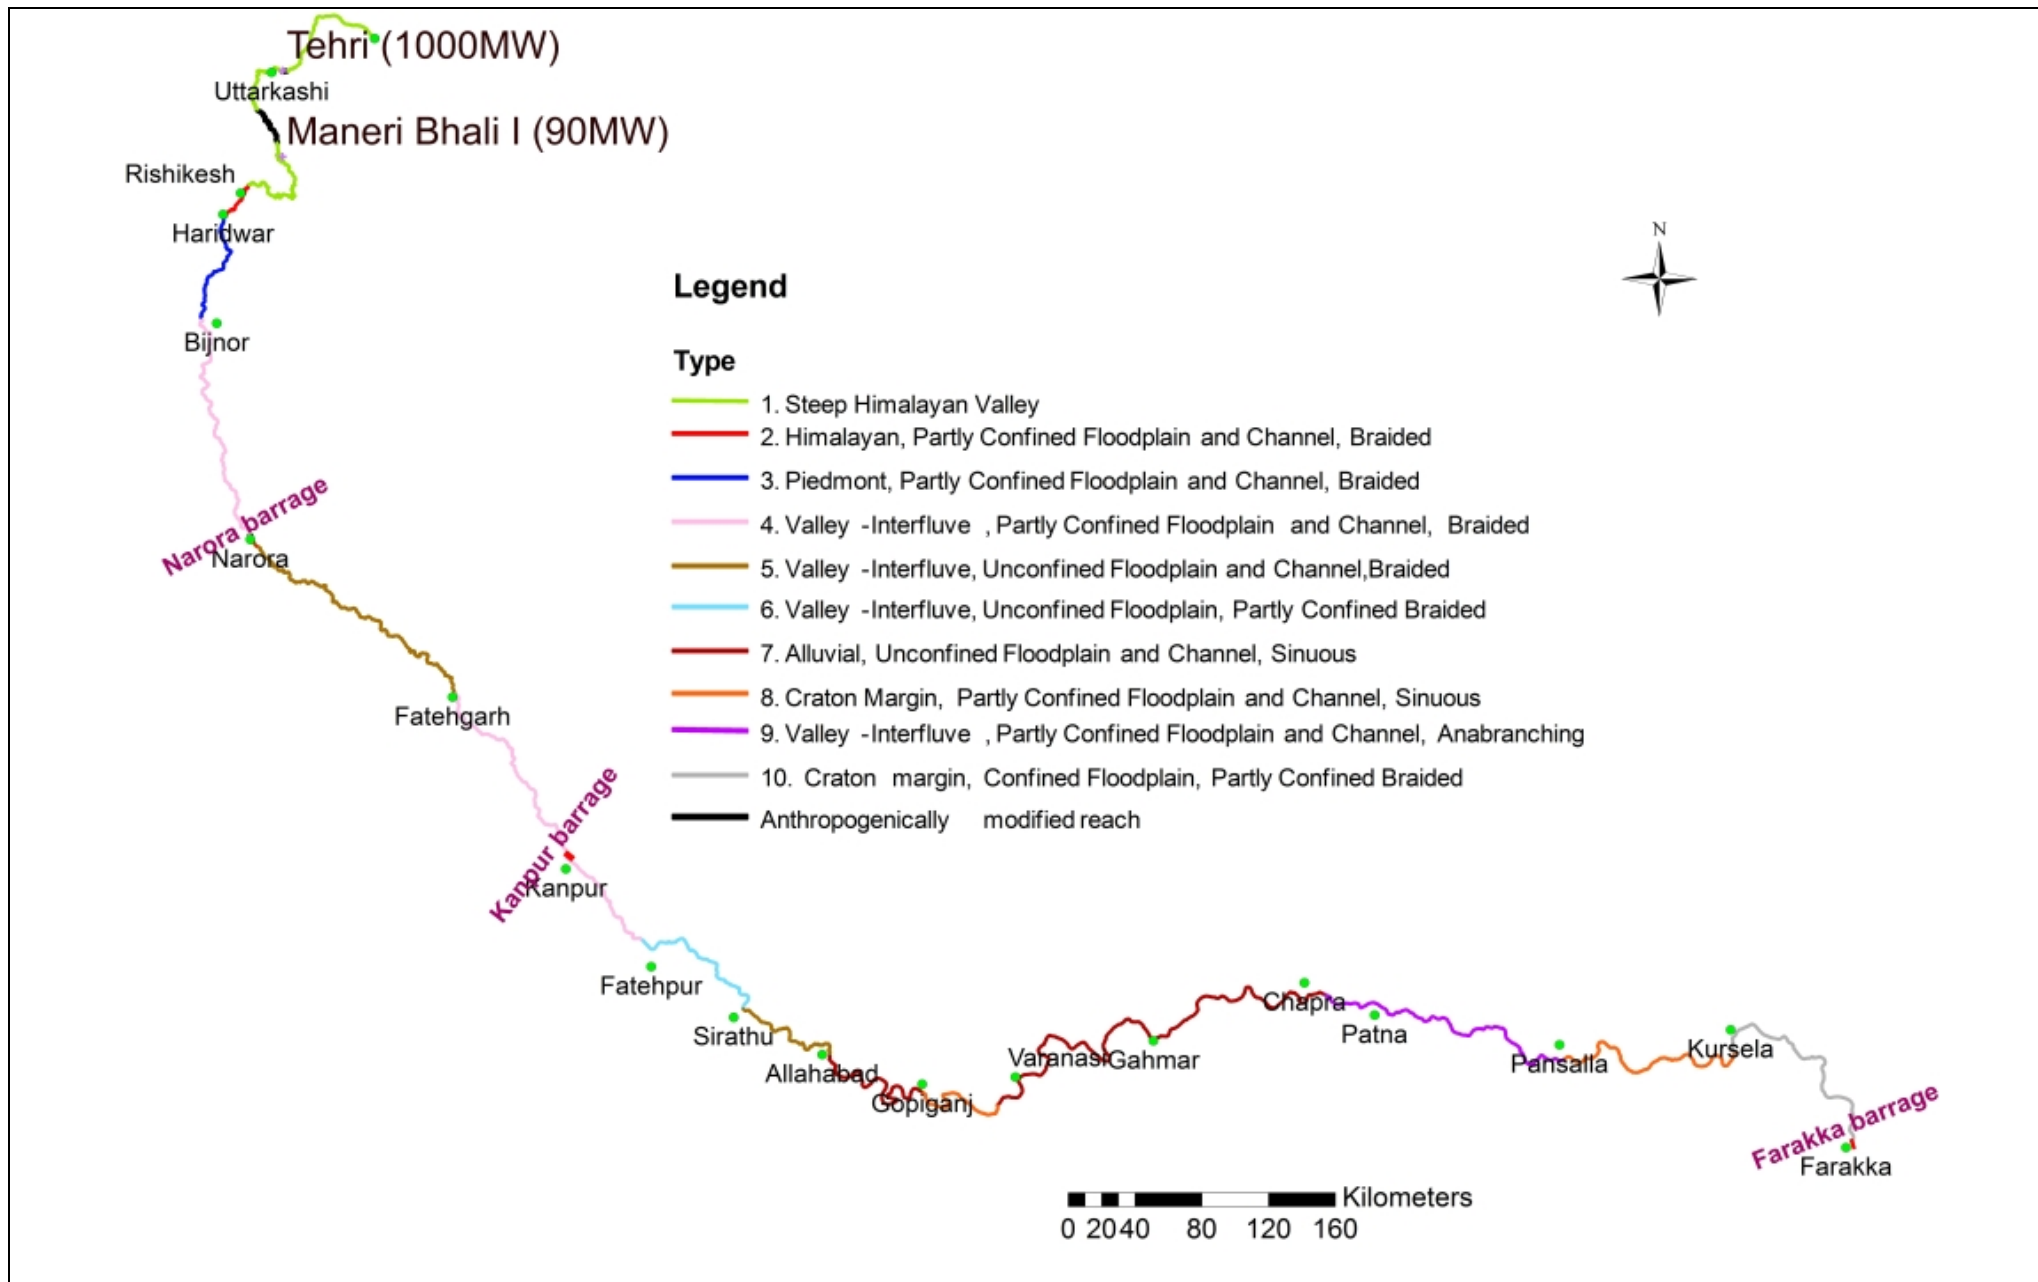 Tehri (1000MW)
Uttarkashi
Maneri Bhali I (90MW)
Rishikesh
Haridwar
N
Legend
Bijnor
Type
1. Steep Himalayan Valley
2. Himalayan, Partly Confined Floodplain and Channel, Braided
3. Piedmont, Partly Confined Floodplain and Channel, Braided
4. Valley -Interfluve , Partly Confined Floodplain and Channel, Braided
5. Valley -Interfluve, Unconfined Floodplain and Channel,Braided
6. Valley -Interfluve, Unconfined Floodplain, Partly Confined Braided
7. Alluvial, Unconfined Floodplain and Channel, Sinuous
8. Craton Margin, Partly Confined Floodplain and Channel, Sinuous
9. Valley -Interfluve , Partly Confined Floodplain and Channel, Anabranching
10. Craton margin, Confined Floodplain, Partly Confined Braided
Anthropogenically modified reach
Narora barrage
Narora
Fatehgarh
Kanpur barrage
Kanpur
Fatehpur
Sirathu
Allahabad
Gopiganj
Varanasi
Gahmar
Chapra
Patna
Pansalla
Kursela
Farakka barrage
Farakka
Kilometers
0 20 40 80 120 160